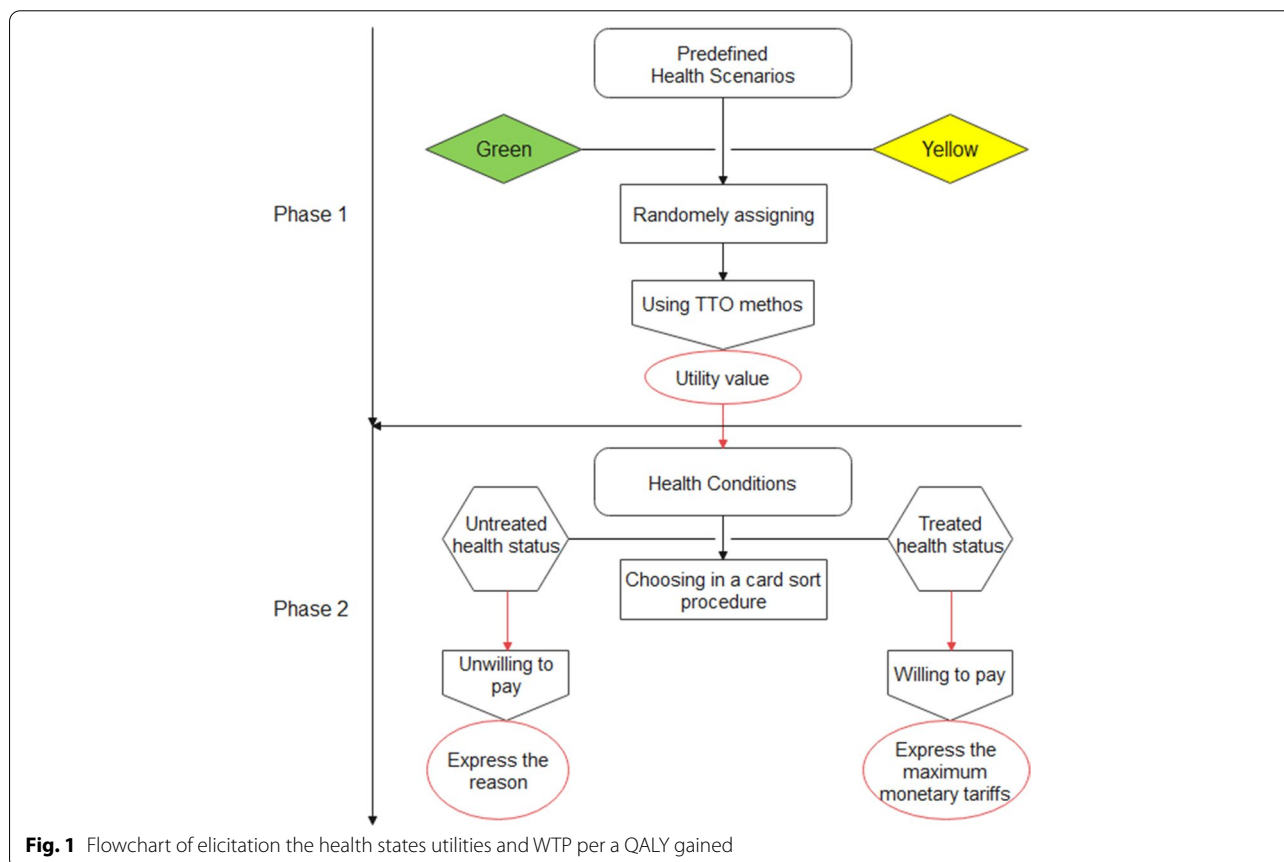 Predefined
Health Scenarios
Green
Yellow
Phase 1
Randomely assigning
Using TTO methos
Utility value
Health Conditions
Untreated
health status
Treated
health status
Choosing in a card sort
procedure
Phase 2
Unwilling to
pay
Willing to pay
Express the
reason
Express the
maximum
monetary tariffs
Fig. 1 Flowchart of elicitation the health states utilities and WTP per a QALY gained